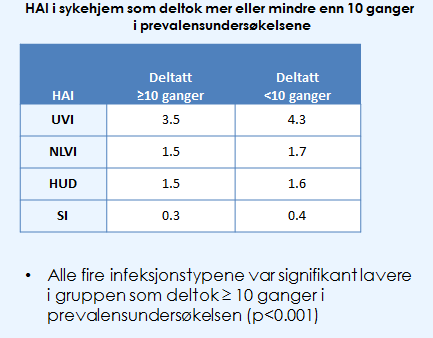 HAI i sykehjem som deltok mer eller mindre enn 10 ganger
i prevalensundersøkelsene
HAI Deltatt ≥10 ganger Deltatt <10 ganger
UVI 3.5 4.3
NLVI 1.5 1.7
HUD 1.5 1.6
SI 0.3 0.4
• Alle fire infeksjonstypene var signifikant lavere
i gruppen som deltok ≥ 10 ganger i
prevalensundersøkelsen (p<0.001)